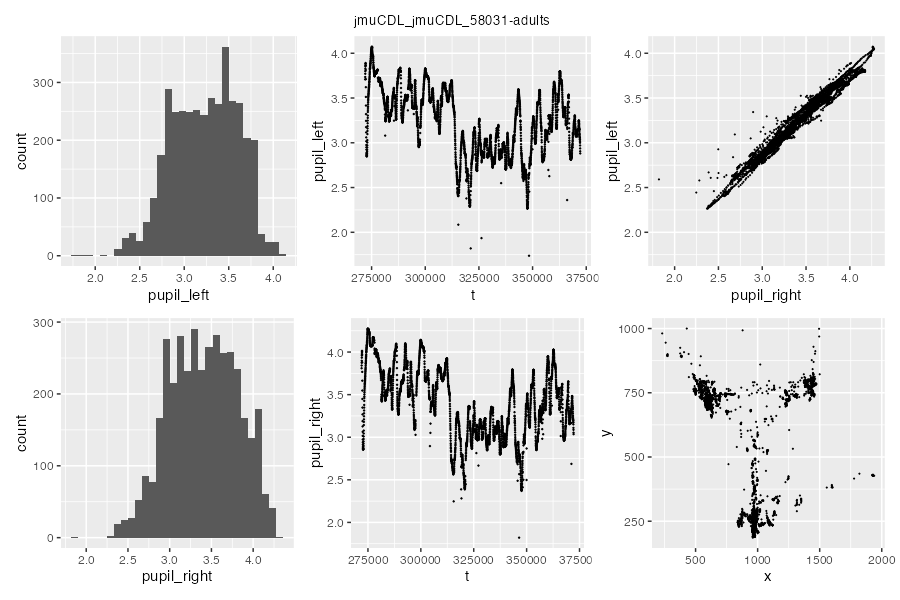 jmuCDL_jmuCDL_58031-adults
300
200
100
0
count
2.0 2.5 3.0 3.5 4.0
pupil_left
4.0
3.5
3.0
2.5
2.0
pupil_left
275000 300000 325000 350000 37500
t
4.0
3.5
3.0
2.5
2.0
pupil_left
2.0 2.5 3.0 3.5 4.0
pupil_right
300
200
100
0
count
2.0 2.5 3.0 3.5 4.0
pupil_right
4.0
3.5
3.0
2.5
2.0
pupil_right
275000 300000 325000 350000 375000
t
1000
750
500
250
y
500 1000 1500 2000
x